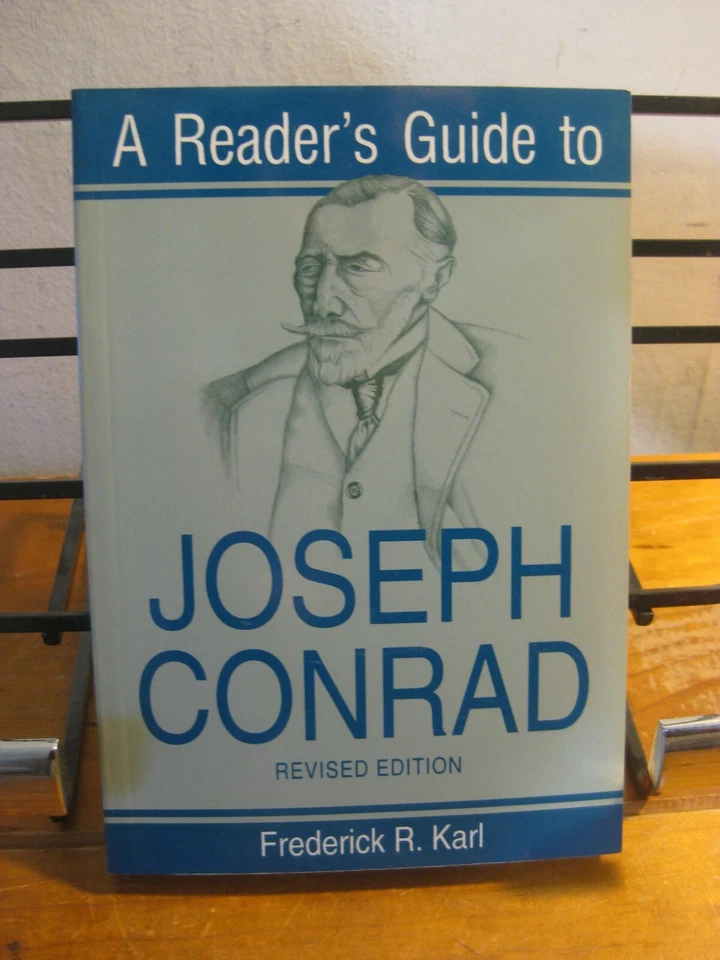 A Reader's Guide to
JOSEPH
CONRAD
REVISED EDITION
Frederick R. Karl